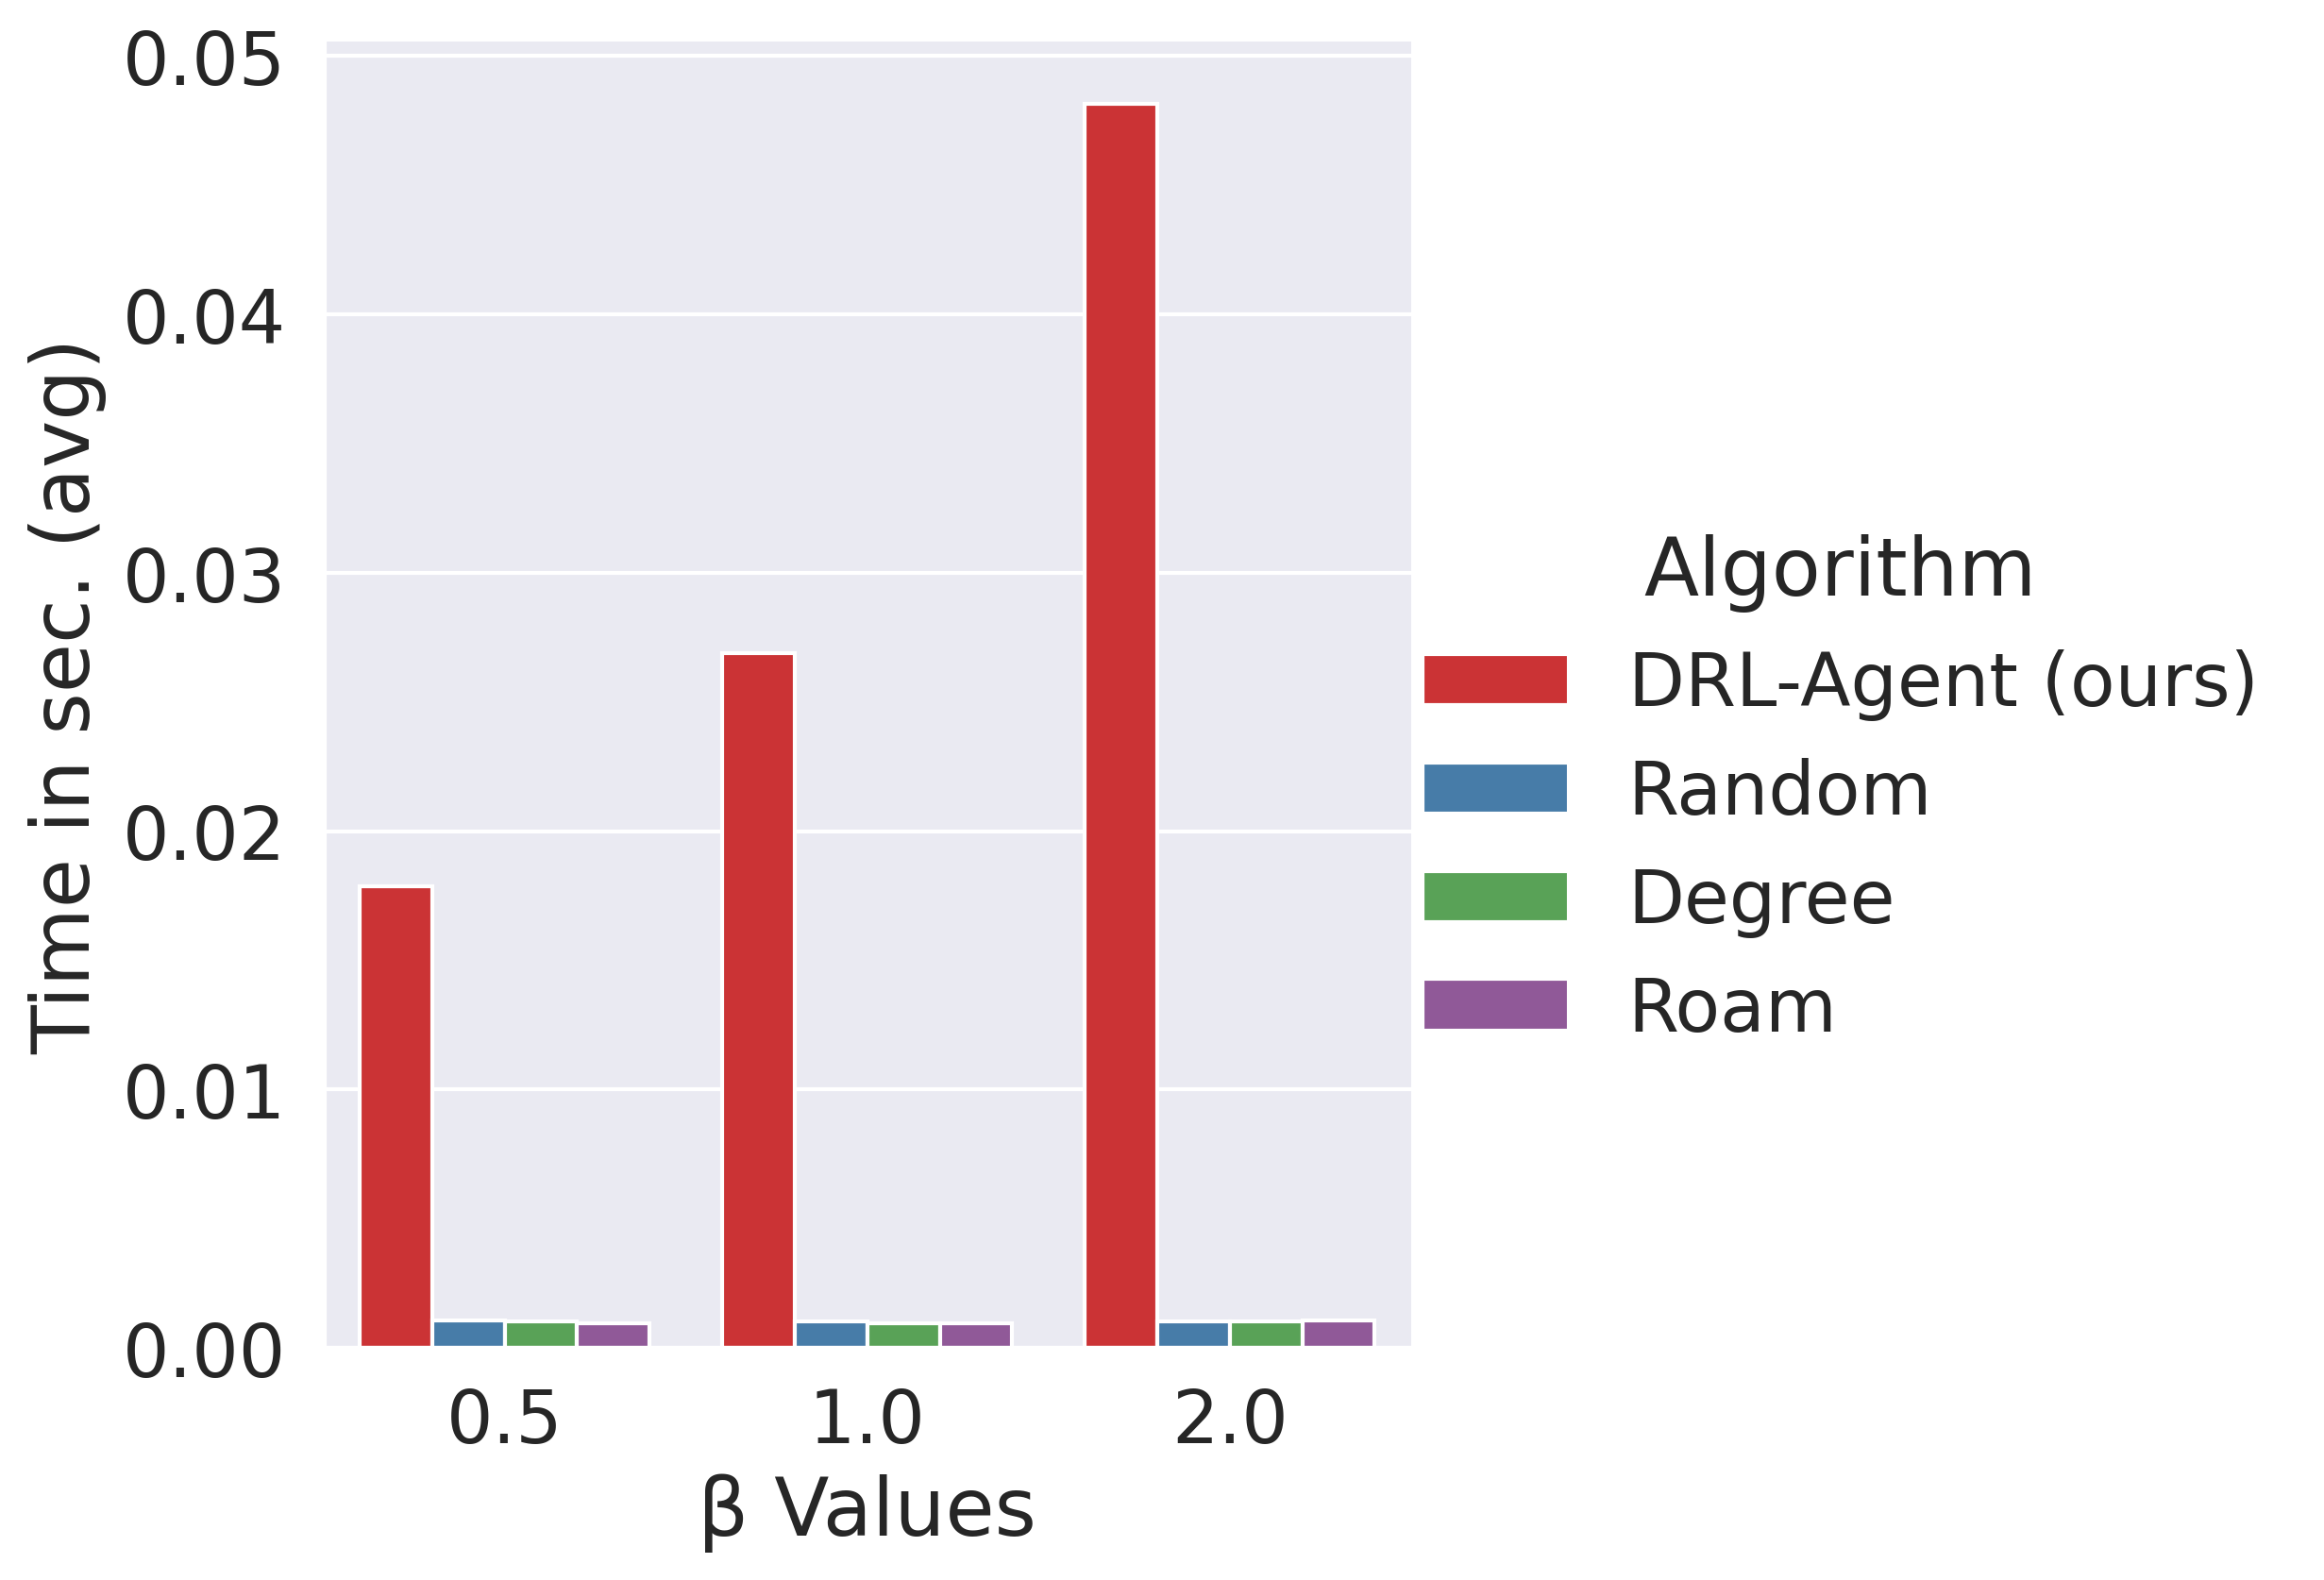 0.05
0.04
0.03
0.02
0.01
0.00
Time in sec. (avg)
0.5 1.0 2.0
β Values
Algorithm
DRL-Agent (ours)
Random
Degree
Roam